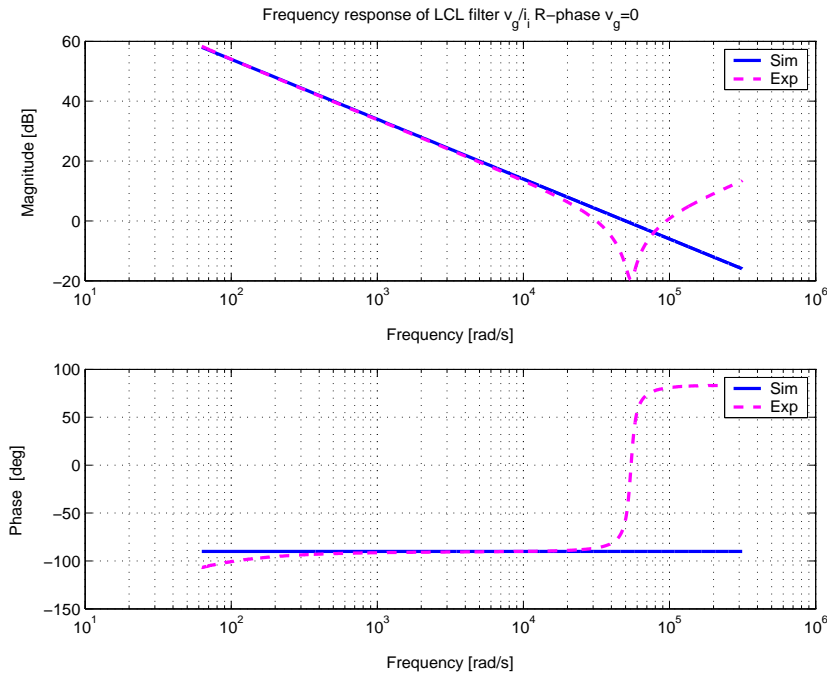 Frequency response of LCL filter v_g/i_i R−phase v_g=0
60
40
20
0
−20
Magnitude [dB]
Sim
Exp
10^1
10^2
10^3
10^4
10^5
10^6
Frequency [rad/s]
100
50
0
−50
−100
−150
Phase [deg]
Sim
Exp
10^1
10^2
10^3
10^4
10^5
10^6
Frequency [rad/s]